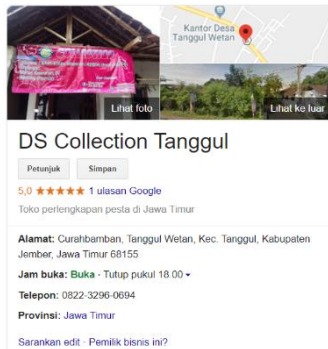 Kantor Desa
Tanggul Wetan
Lihat foto
Lihat ke luar
DS Collection Tanggul
Petunjuk
Simpan
5,0 ★★★★★ 1 ulasan Google
Toko perlengkapan pesta di Jawa Timur
Alamat: Curahbamban, Tanggul Wetan, Kec. Tanggul, Kabupaten
Jember, Jawa Timur 68155
Jam buka: Buka · Tutup pukul 18.00
Telepon: 0822-3296-0694
Provinsi: Jawa Timur
Sarankan edit · Pemilik bisnis ini?